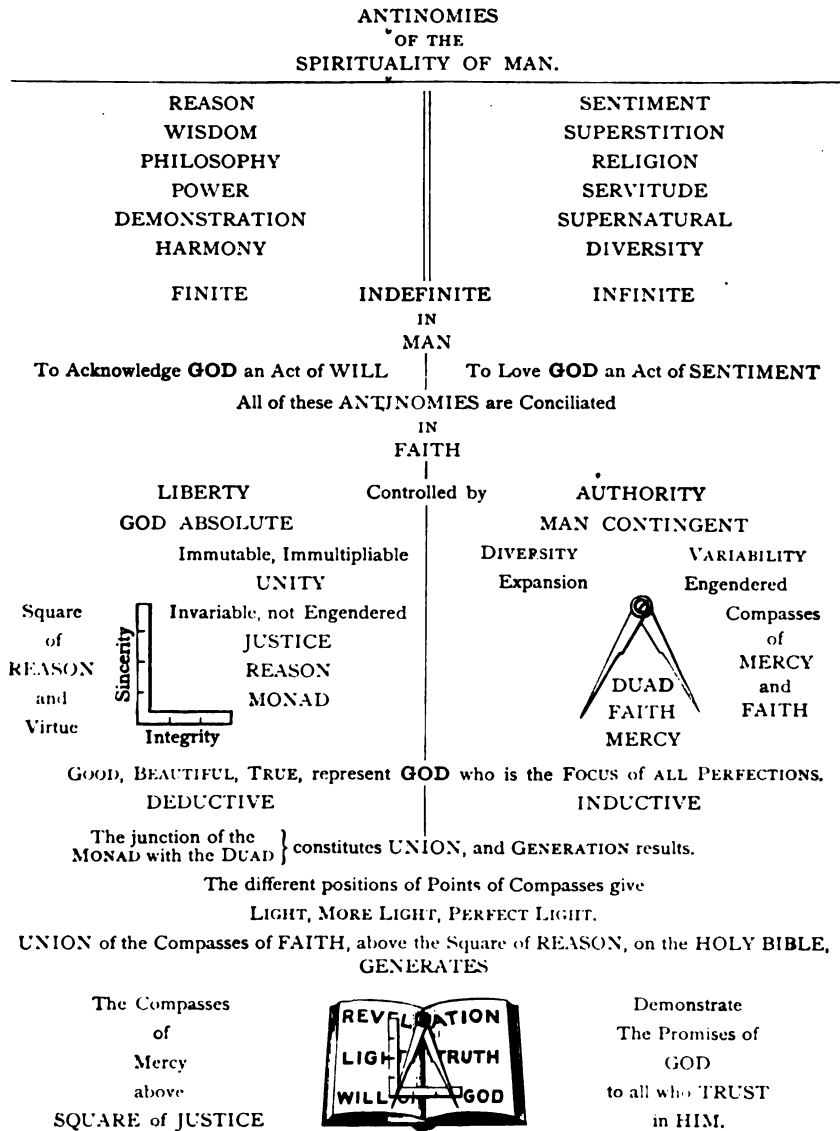 ANTINOMIES
OF THE
SPIRITUALITY OF MAN.
REASON SENTIMENT
WISDOM SUPERSTITION
PHILOSOPHY RELIGION
POWER SERVITUDE
DEMONSTRATION SUPERNATURAL
HARMONY DIVERSITY
FINITE INDEFINITE INFINITE
IN
MAN
To Acknowledge GOD an Act of WILL To Love GOD an Act of SENTIMENT
All of these ANTINOMIES are Conciliated
IN
FAITH
LIBERTY Controlled by AUTHORITY
GOD ABSOLUTE MAN CONTINGENT
Immutable, Immultipliable DIVERSITY VARIABILITY
UNITY Expansion Engendered
Square Invariable, not Engendered Compasses
of JUSTICE of
REASON REASON MERCY
and MONAD and
Virtue FAITH
Sincerity
Integrity
DUAD
FAITH
MERCY
GOOD, BEAUTIFUL, TRUE, represent GOD who is the FOCUS of ALL PERFECTIONS.
DEDUCTIVE INDUCTIVE
The junction of the
MONAD with the DUAD } constitutes UNION, and GENERATION results.
The different positions of Points of Compasses give
LIGHT, MORE LIGHT, PERFECT LIGHT.
UNION of the Compasses of FAITH, above the Square of REASON, on the HOLY BIBLE,
GENERATES
The Compasses
of
Mercy
above
SQUARE of JUSTICE
REVELATION
LIGHT TRUTH
WILL OF GOD
Demonstrate
The Promises of
GOD
to all who TRUST
in HIM.